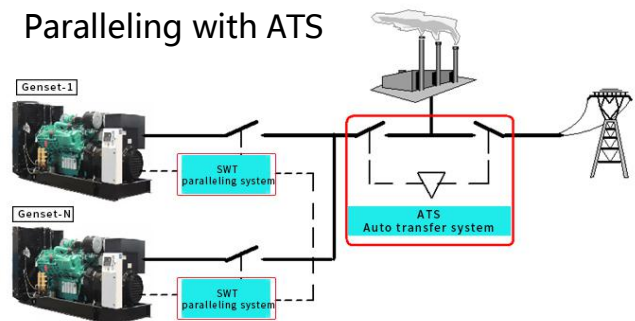 Paralleling with ATS
Genset-1
SWT
paralleling system
ATS
Auto transfer system
Genset-N
SWT
paralleling system